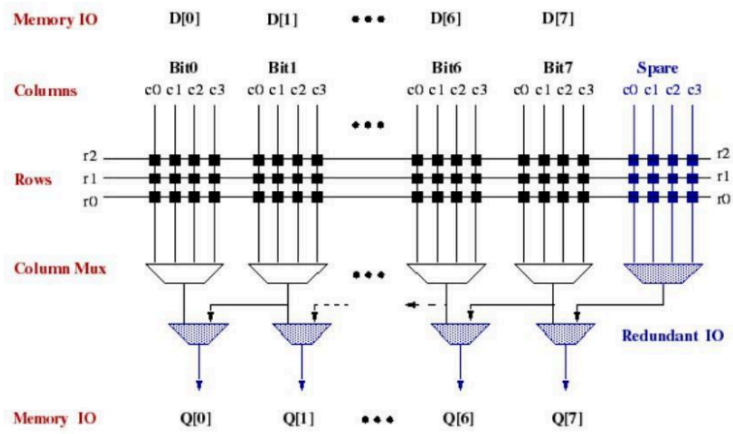 Memory IO D[0] D[1] ••• D[6] D[7]
Bit0 Bit1 Bit6 Bit7 Spare
Columns c0 c1 c2 c3 c0 c1 c2 c3 c0 c1 c2 c3 c0 c1 c2 c3 c0 c1 c2 c3
•••
r2 r2
Rows r1 r1
r0 r0
Column Mux •••
Redundant IO
Memory IO Q[0] Q[1] ••• Q[6] Q[7]